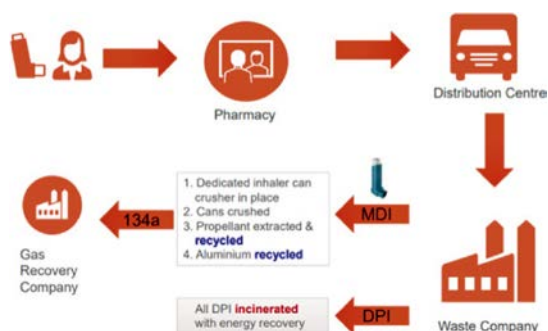 Pharmacy
Distribution Centre
1. Dedicated inhaler can
crusher in place
2. Cans crushed
3. Propellant extracted &
recycled
4. Aluminium recycled
MDI
134a
Gas
Recovery
Company
All DPI incinerated
with energy recovery
DPI
Waste Company